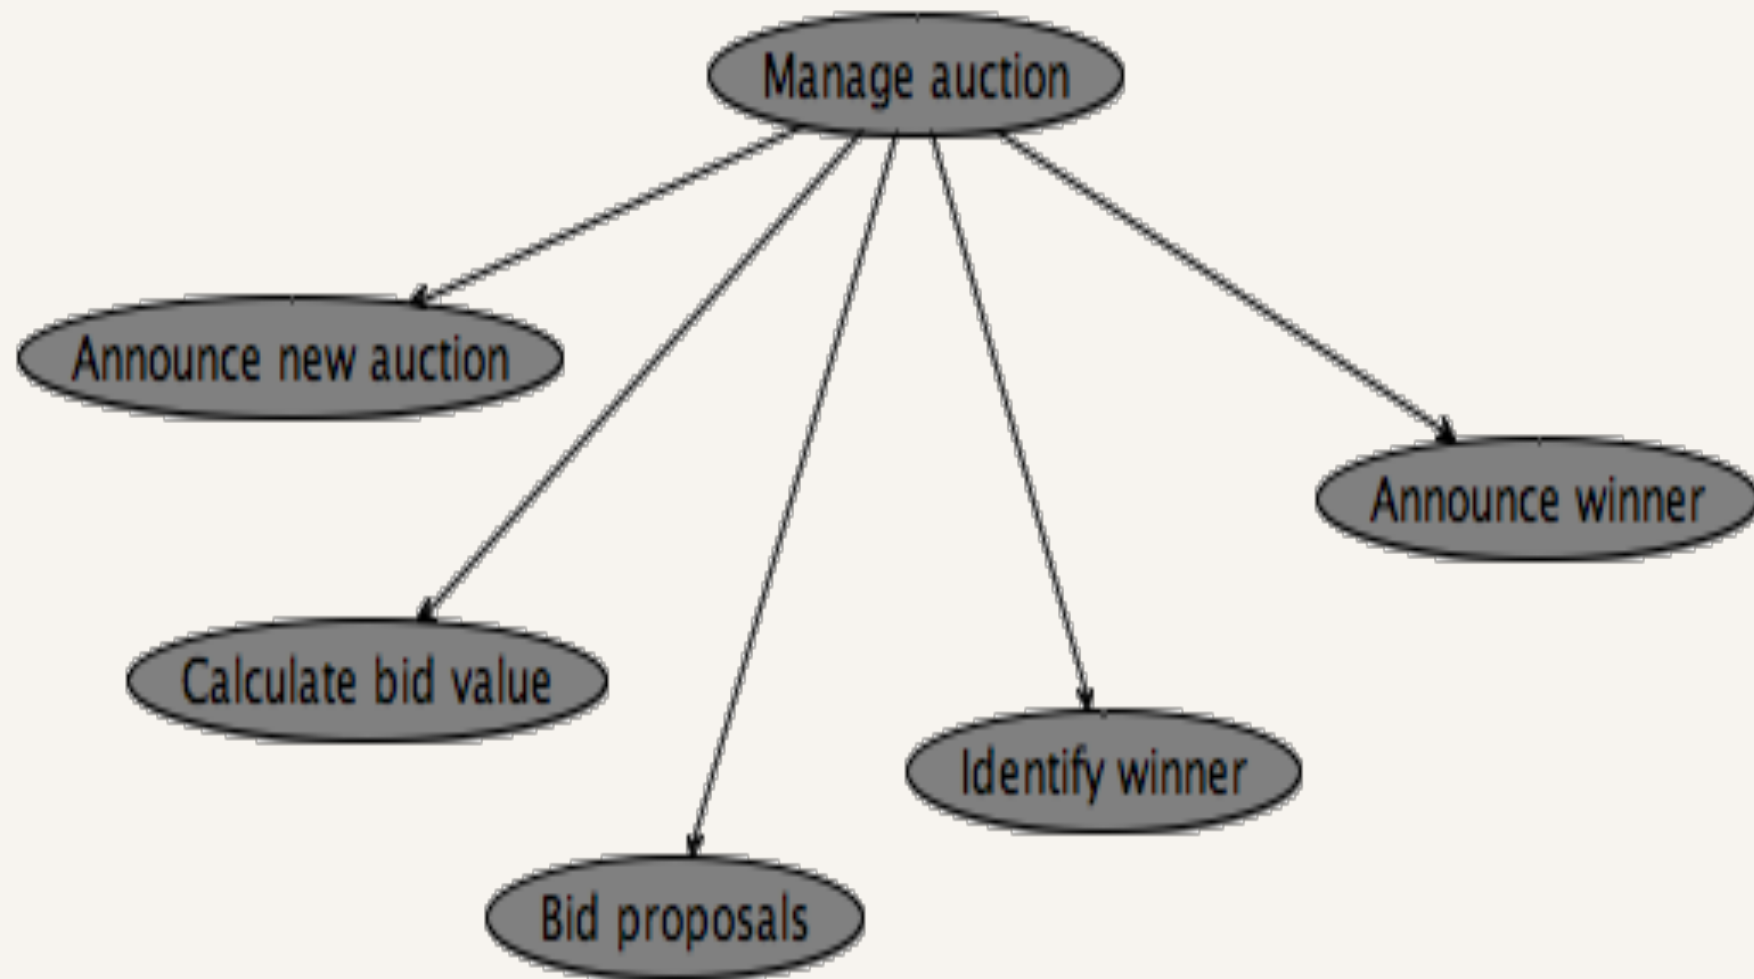 Manage auction
Announce new auction
Announce winner
Calculate bid value
Identify winner
Bid proposals